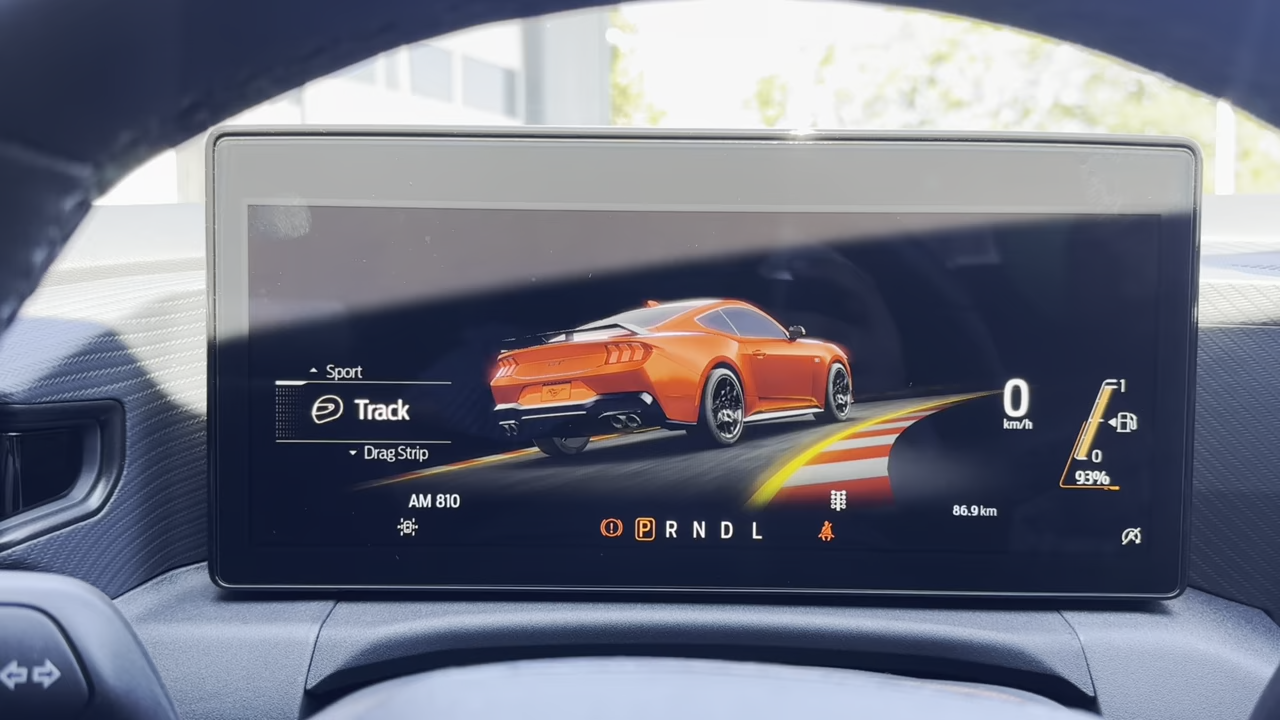 Sport
Track
Drag Strip
AM 810
P R N D L
0
km/h
86.9 km
1
0
93%